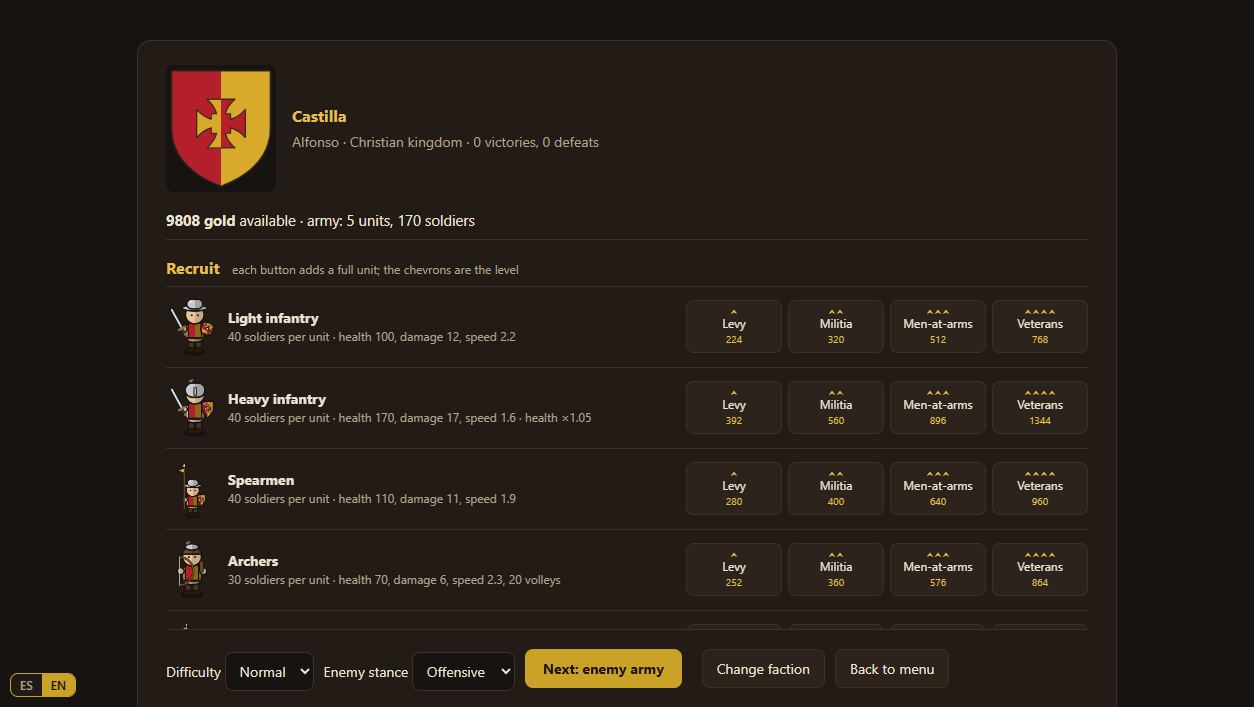 Castilla
Alfonso · Christian kingdom · 0 victories, 0 defeats
9808 gold available · army: 5 units, 170 soldiers
Recruit each button adds a full unit; the chevrons are the level
Light infantry
40 soldiers per unit · health 100, damage 12, speed 2.2
Levy
224
Militia
320
Men-at-arms
512
Veterans
768
Heavy infantry
40 soldiers per unit · health 170, damage 17, speed 1.6 · health ×1.05
Levy
392
Militia
560
Men-at-arms
896
Veterans
1344
Spearmen
40 soldiers per unit · health 110, damage 11, speed 1.9
Levy
280
Militia
400
Men-at-arms
640
Veterans
960
Archers
30 soldiers per unit · health 70, damage 6, speed 2.3, 20 volleys
Levy
252
Militia
360
Men-at-arms
576
Veterans
864
Difficulty Normal Enemy stance Offensive Next: enemy army Change faction Back to menu
ES EN